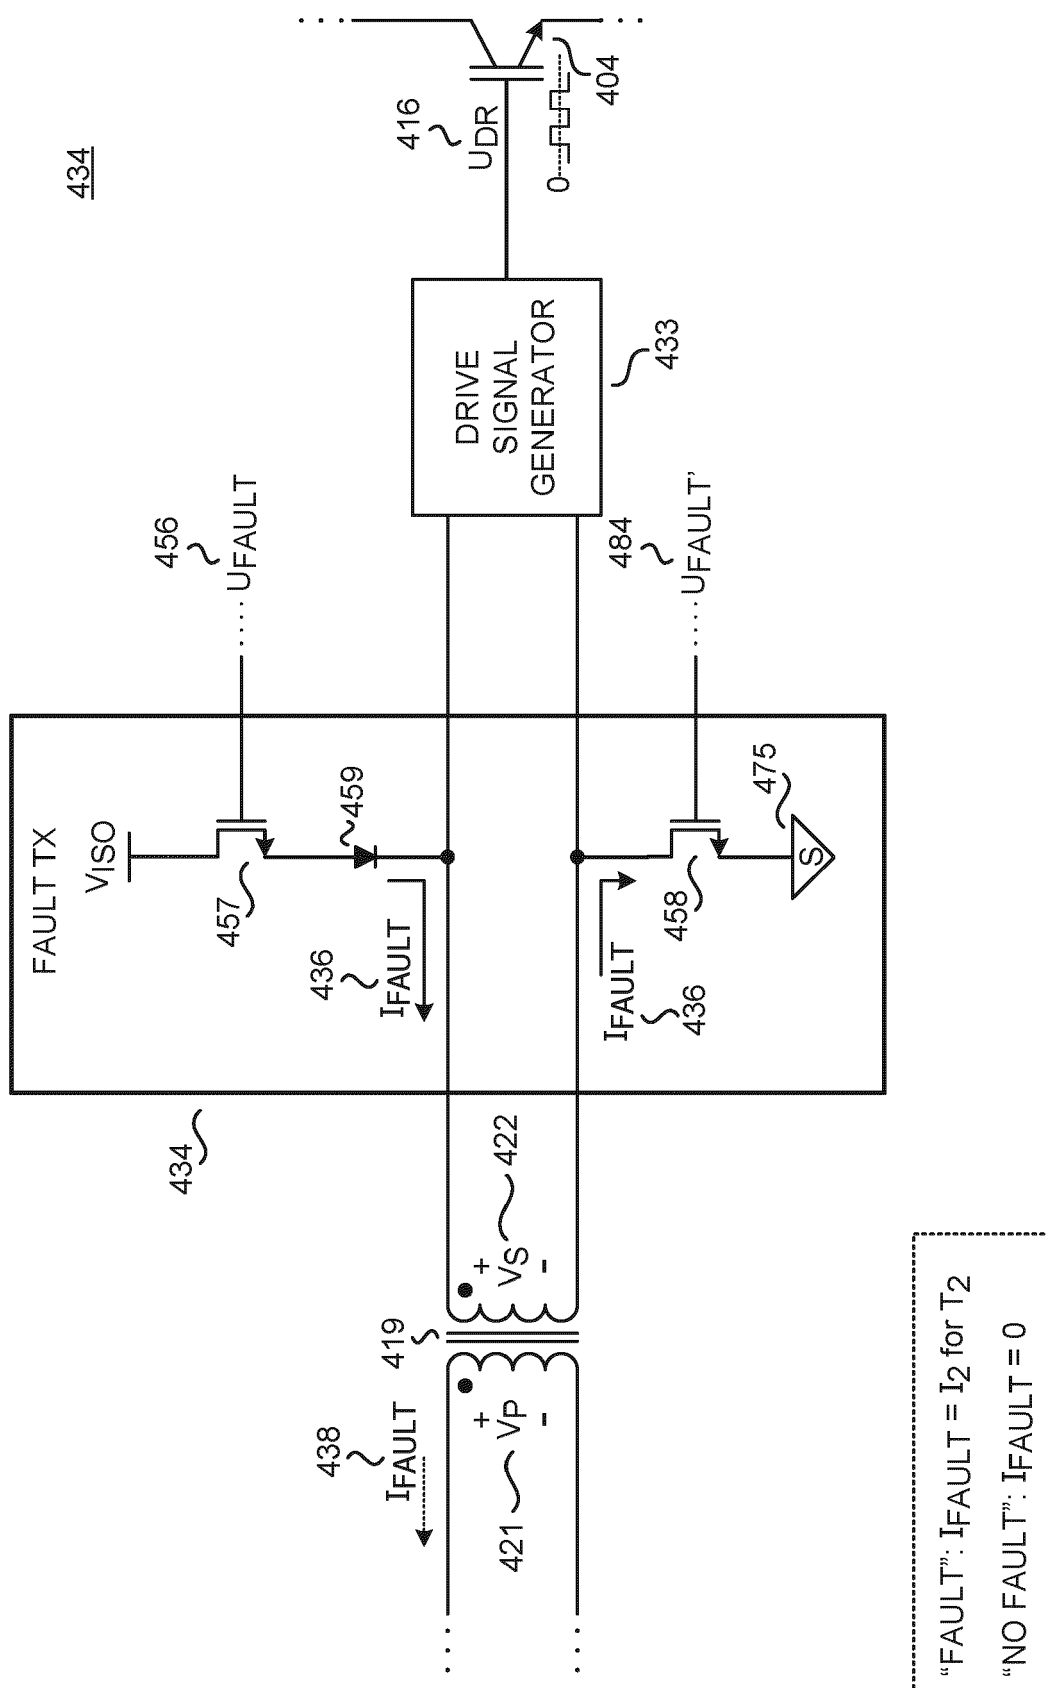 434
FAULT TX
VISO
456
UFAULT
457
459
436
IFAULT
434
438
IFAULT
419
+
VP
-
421
+
VS
-
422
DRIVE
SIGNAL
GENERATOR
433
416
UDR
404
0
IFAULT
436
458
475
S
484
UFAULT'
“FAULT”: IFAULT = I2 for T2
“NO FAULT”: IFAULT = 0